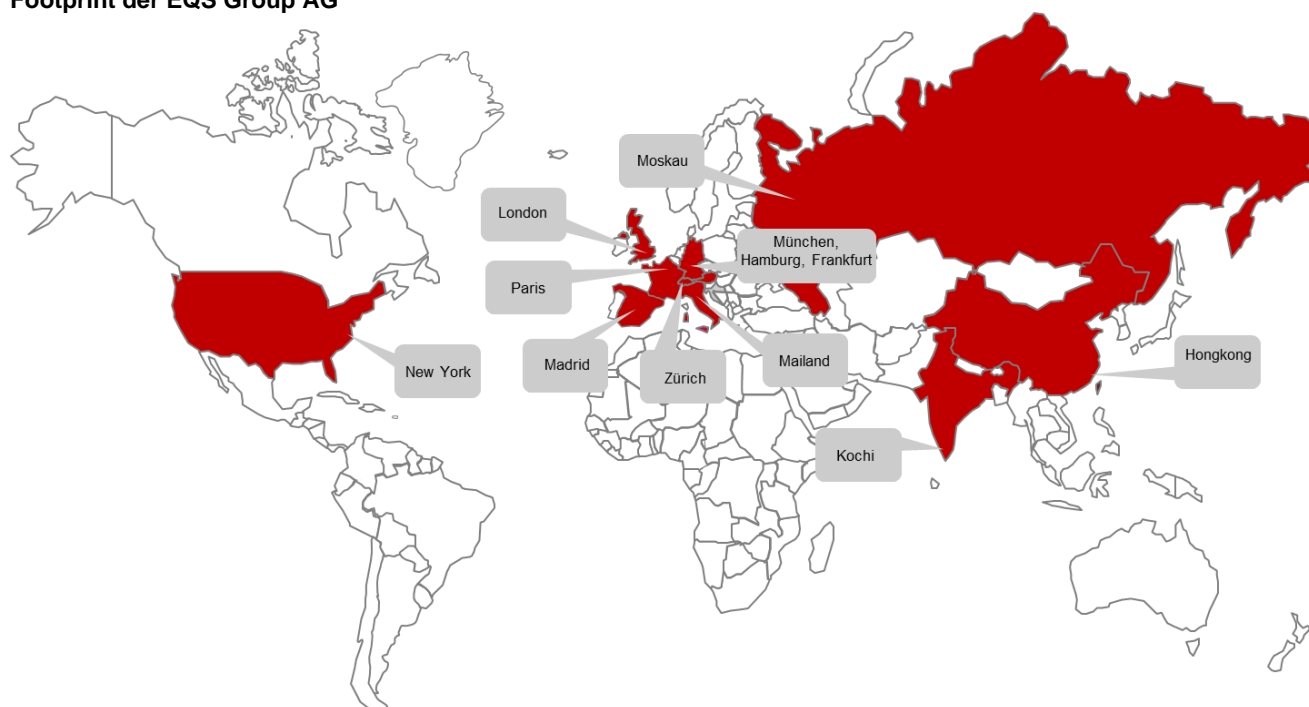 Footprint der EQS Group AG
Moskau
London
München,
Hamburg, Frankfurt
Paris
Madrid
Zürich
Mailand
New York
Hongkong
Kochi